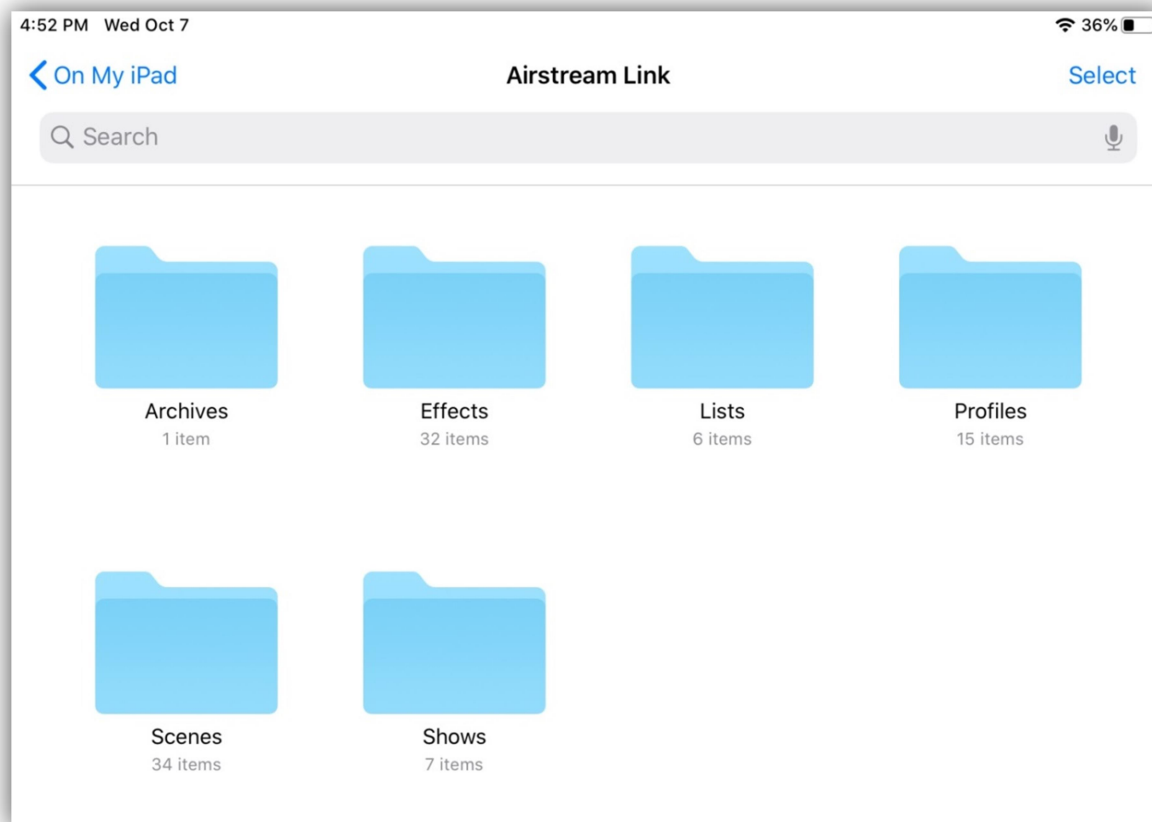 4:52 PM Wed Oct 7 36%
On My iPad Airstream Link Select
Search
Archives Effects Lists Profiles
1 item 32 items 6 items 15 items
Scenes Shows
34 items 7 items